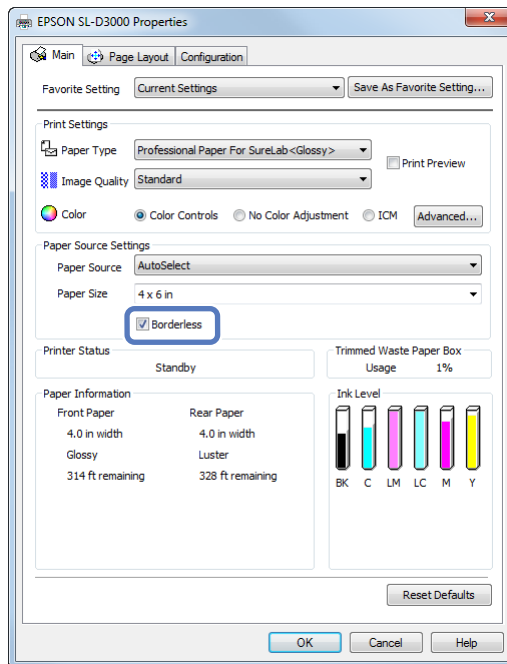 EPSON SL-D3000 Properties
Main
Page Layout
Configuration
Favorite Setting
Current Settings
Save As Favorite Setting...
Print Settings
Paper Type
Professional Paper For SureLab<Glossy>
Print Preview
Image Quality
Standard
Color
Color Controls
No Color Adjustment
ICM
Advanced...
Paper Source Settings
Paper Source
AutoSelect
Paper Size
4 x 6 in
Borderless
Printer Status
Standby
Trimmed Waste Paper Box
Usage 1%
Paper Information
Front Paper Rear Paper
4.0 in width 4.0 in width
Glossy Luster
314 ft remaining 328 ft remaining
Ink Level
BK C LM LC M Y
Reset Defaults
OK Cancel Help